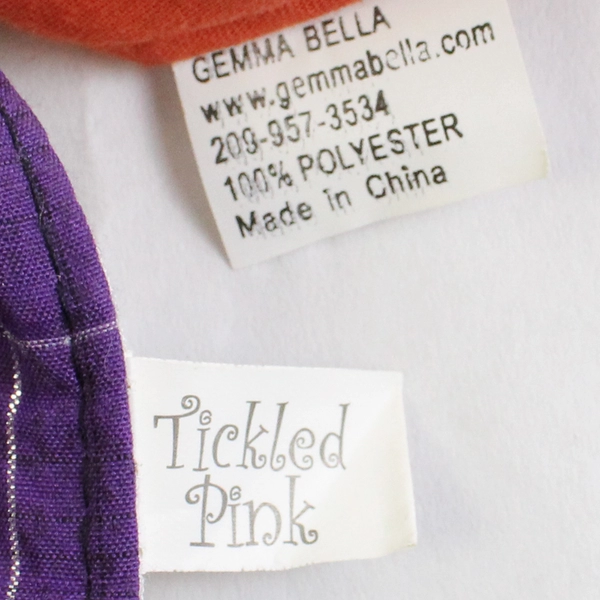 GEMMA BELLA
www.gemmabella.com
209-957-3534
100% POLYESTER
Made in China
Tickled
Pink